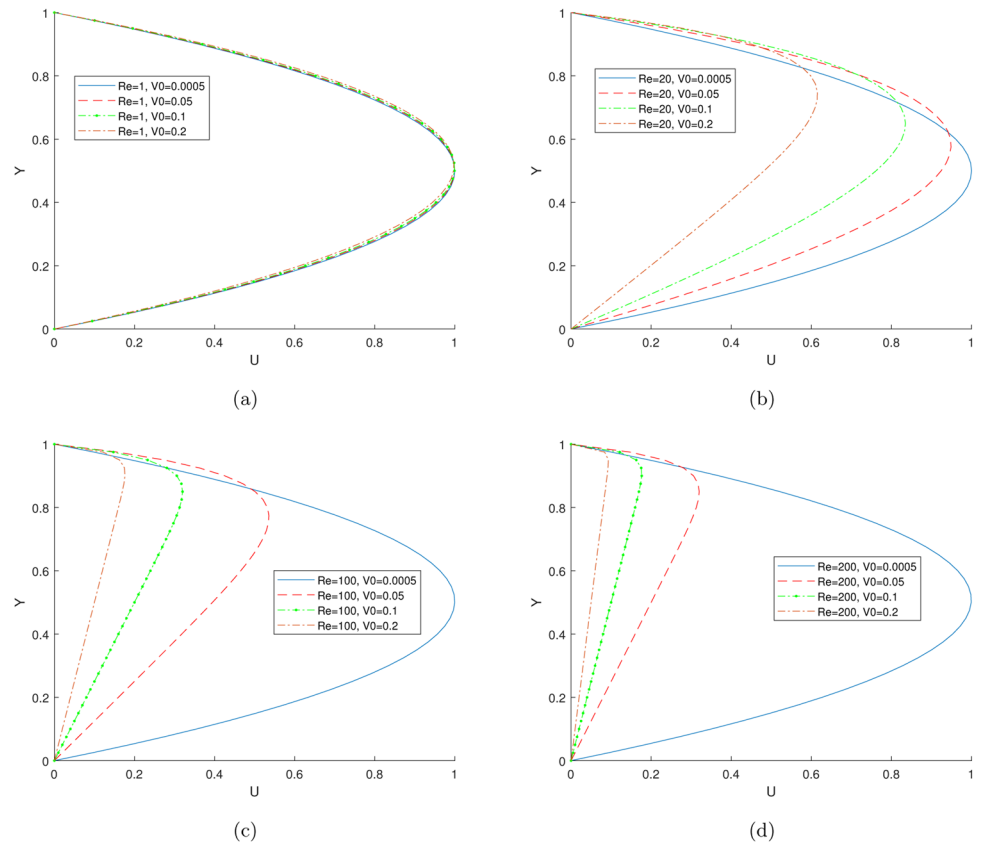 1
0.8
0.6
0.4
0.2
0
Y
Re=1, V0=0.0005
Re=1, V0=0.05
Re=1, V0=0.1
Re=1, V0=0.2
0 0.2 0.4 0.6 0.8 1
U
(a)
1
0.8
0.6
0.4
0.2
0
Y
Re=20, V0=0.0005
Re=20, V0=0.05
Re=20, V0=0.1
Re=20, V0=0.2
0 0.2 0.4 0.6 0.8 1
U
(b)
1
0.8
0.6
0.4
0.2
0
Y
Re=100, V0=0.0005
Re=100, V0=0.05
Re=100, V0=0.1
Re=100, V0=0.2
0 0.2 0.4 0.6 0.8 1
U
(c)
1
0.8
0.6
0.4
0.2
0
Y
Re=200, V0=0.0005
Re=200, V0=0.05
Re=200, V0=0.1
Re=200, V0=0.2
0 0.2 0.4 0.6 0.8 1
U
(d)